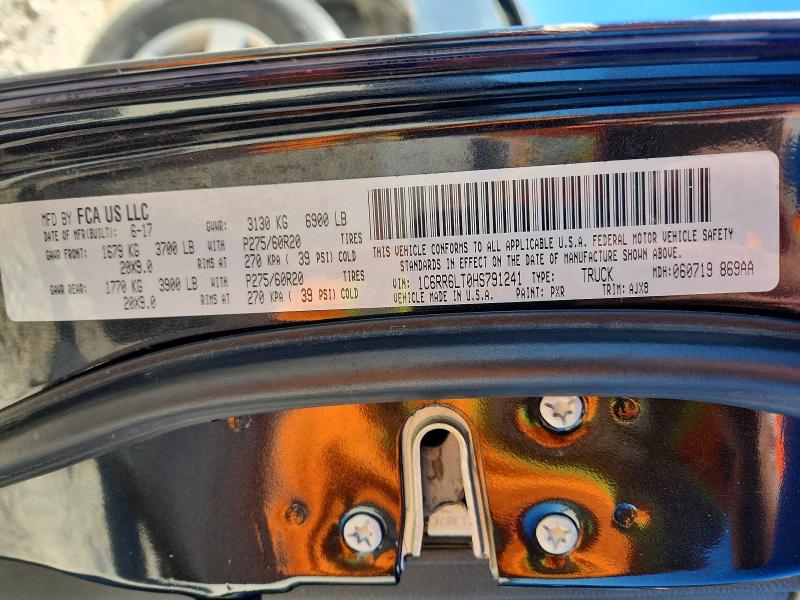 MFD BY FCA US LLC
DATE OF MFR(BUILT): 6-17 GVWR: 3130 KG 6900 LB
GAWR FRONT: 1679 KG 3700 LB WITH P275/60R20 TIRES
20X9.0 RIMS AT 270 KPA ( 39 PSI) COLD
GAWR REAR: 1770 KG 3900 LB WITH P275/60R20 TIRES
20X9.0 RIMS AT 270 KPA ( 39 PSI) COLD
THIS VEHICLE CONFORMS TO ALL APPLICABLE U.S.A. FEDERAL MOTOR VEHICLE SAFETY
STANDARDS IN EFFECT ON THE DATE OF MANUFACTURE SHOWN ABOVE.
VIN: 1C6RR6LT0HS791241 TYPE: TRUCK MDH:060719 869AA
VEHICLE MADE IN U.S.A. PAINT: PXR TRIM: AJX9